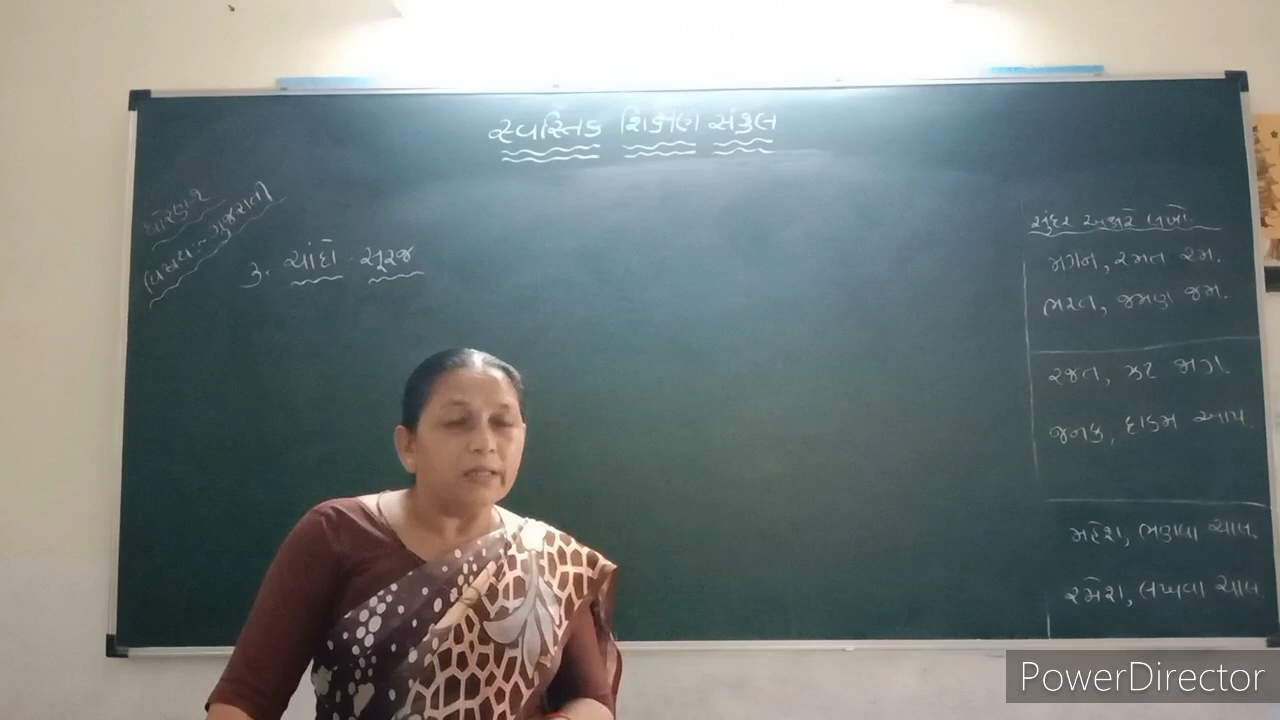 સ્વસ્તિક શિક્ષણ સંકુલ
ધોરણ-૨
વિષય:- ગુજરાતી
૩. ચાંદો - સૂરજ
સુંદર અક્ષરે લખો
મગન, રમત રમ.
ભરત, જમણ જમ.
રજત, ઝટ ભાગ.
જનક, દાડમ આપ.
મહેશ, ભણવા ચાલ.
રમેશ, લખવા ચાલ.
PowerDirector